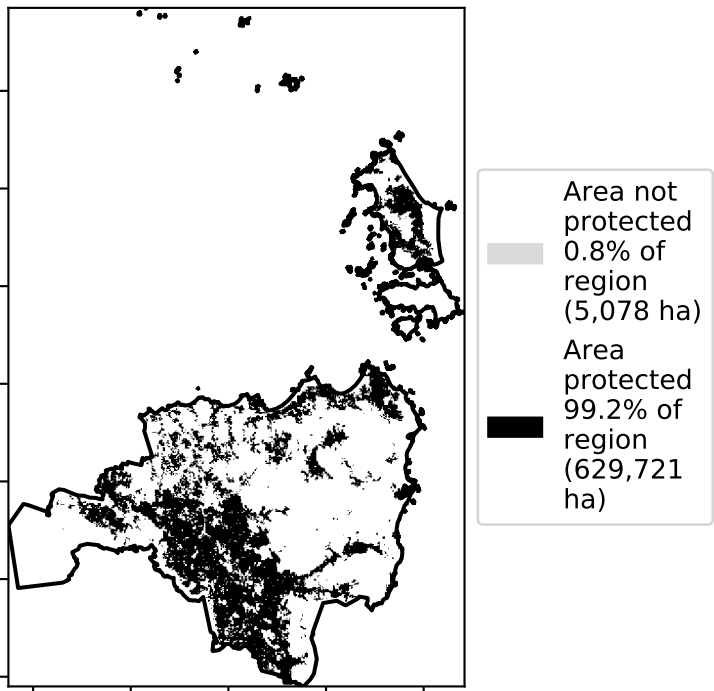 Area not
protected
0.8% of
region
(5,078 ha)
Area
protected
99.2% of
region
(629,721
ha)